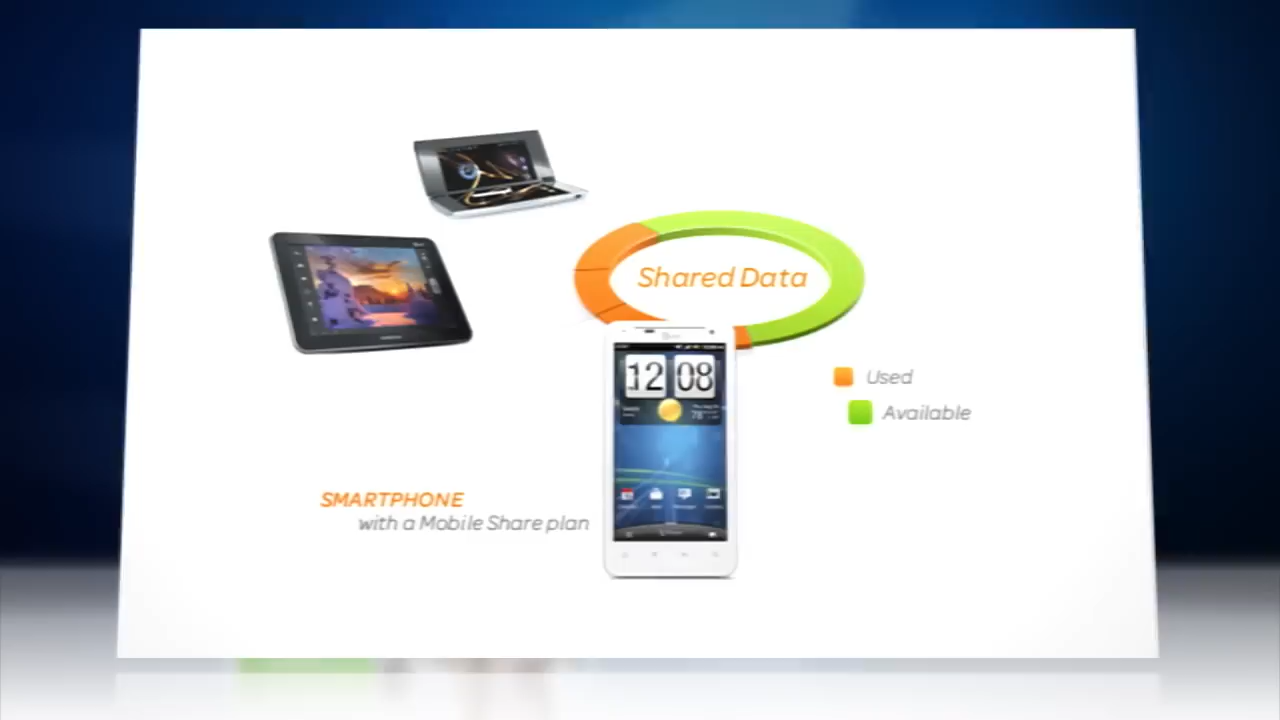 Shared Data
12 08
Used
Available
SMARTPHONE
with a Mobile Share plan